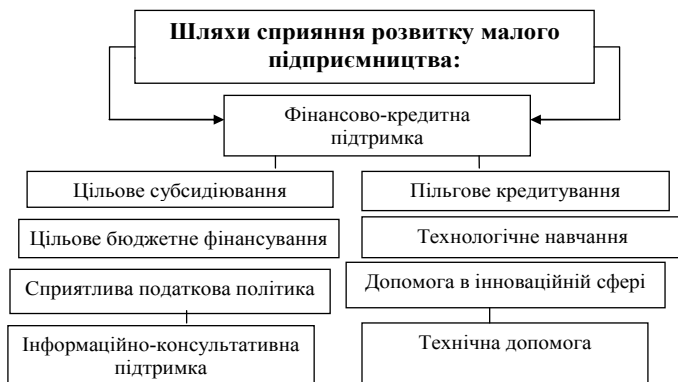 Шляхи сприяння розвитку малого
підприємництва:
Фінансово-кредитна
підтримка
Цільове субсидіювання
Пільгове кредитування
Цільове бюджетне фінансування
Технологічне навчання
Сприятлива податкова політика
Допомога в інноваційній сфері
Інформаційно-консультативна
підтримка
Технічна допомога